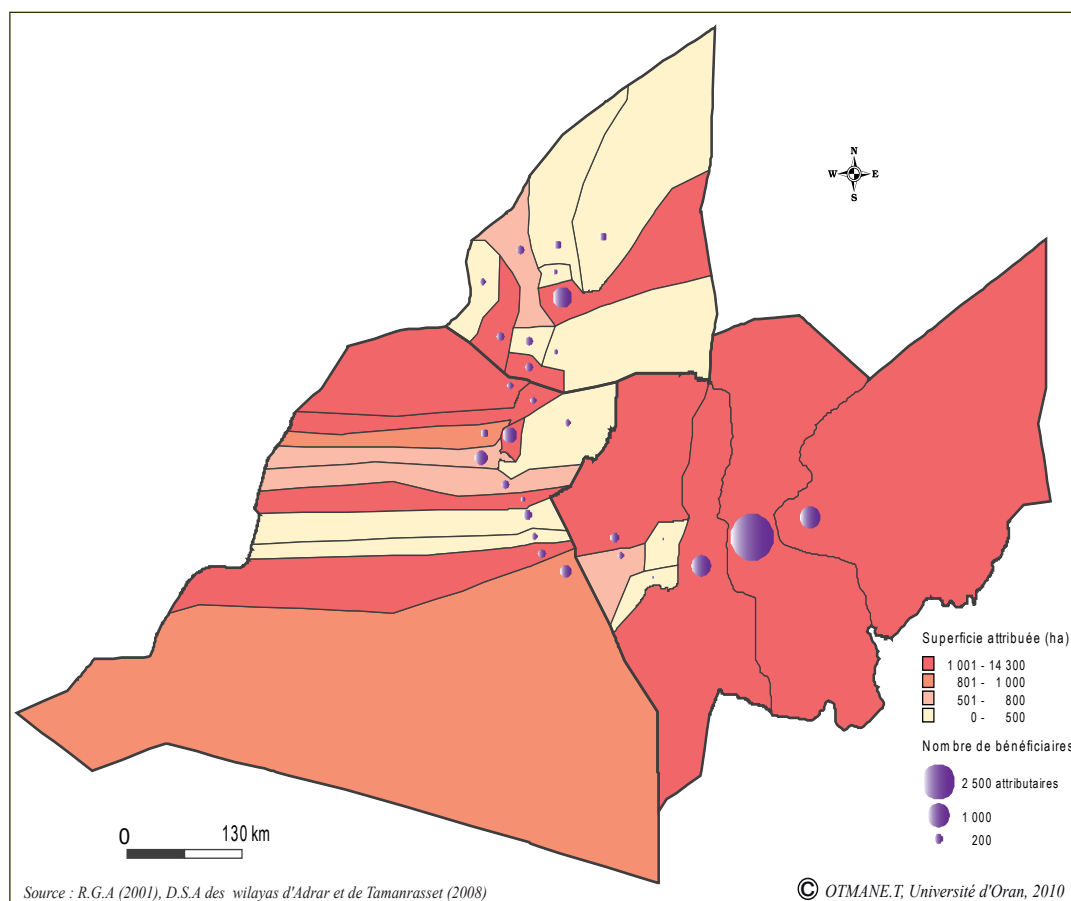 N
W E
S
Superficie attribuée (ha)
1 001 - 14 300
801 - 1 000
501 - 800
0 - 500
Nombre de bénéficiaires
2 500 attributaires
1 000
200
0 130 km
Source : R.G.A (2001), D.S.A des wilayas d'Adrar et de Tamanrasset (2008)
© OTMANE.T, Université d'Oran, 2010